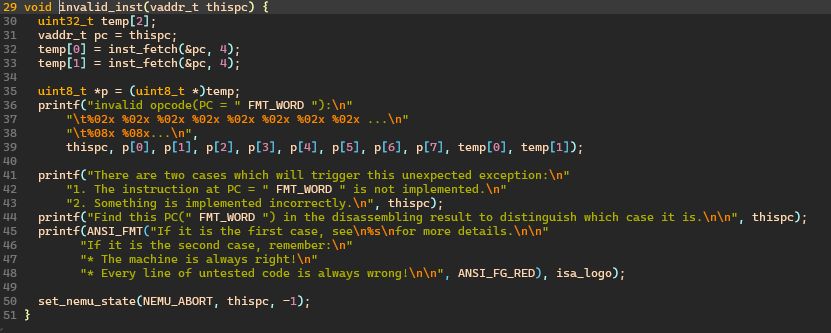 29 void invalid_inst(vaddr_t thispc) {
30   uint32_t temp[2];
31   vaddr_t pc = thispc;
32   temp[0] = inst_fetch(&pc, 4);
33   temp[1] = inst_fetch(&pc, 4);
34
35   uint8_t *p = (uint8_t *)temp;
36   printf("invalid opcode(PC = " FMT_WORD "):\n"
37       "\t%02x %02x %02x %02x %02x %02x %02x %02x ...\n"
38       "\t%08x %08x...\n",
39       thispc, p[0], p[1], p[2], p[3], p[4], p[5], p[6], p[7], temp[0], temp[1]);
40
41   printf("There are two cases which will trigger this unexpected exception:\n"
42       "1. The instruction at PC = " FMT_WORD " is not implemented.\n"
43       "2. Something is implemented incorrectly.\n", thispc);
44   printf("Find this PC(" FMT_WORD ") in the disassembling result to distinguish which case it is.\n\n", thispc);
45   printf(ANSI_FMT("If it is the first case, see\n%s\nfor more details.\n\n"
46         "If it is the second case, remember:\n"
47         "* The machine is always right!\n"
48         "* Every line of untested code is always wrong!\n\n", ANSI_FG_RED), isa_logo);
49
50   set_nemu_state(NEMU_ABORT, thispc, -1);
51 }